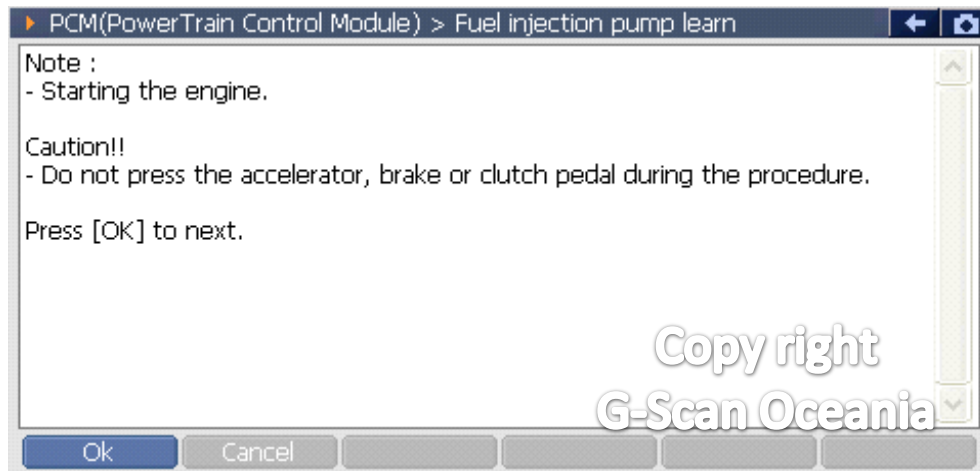 PCM(PowerTrain Control Module) > Fuel injection pump learn
Note :
- Starting the engine.
Caution!!
- Do not press the accelerator, brake or clutch pedal during the procedure.
Press [OK] to next.
Copy right
G-Scan Oceania
Ok
Cancel